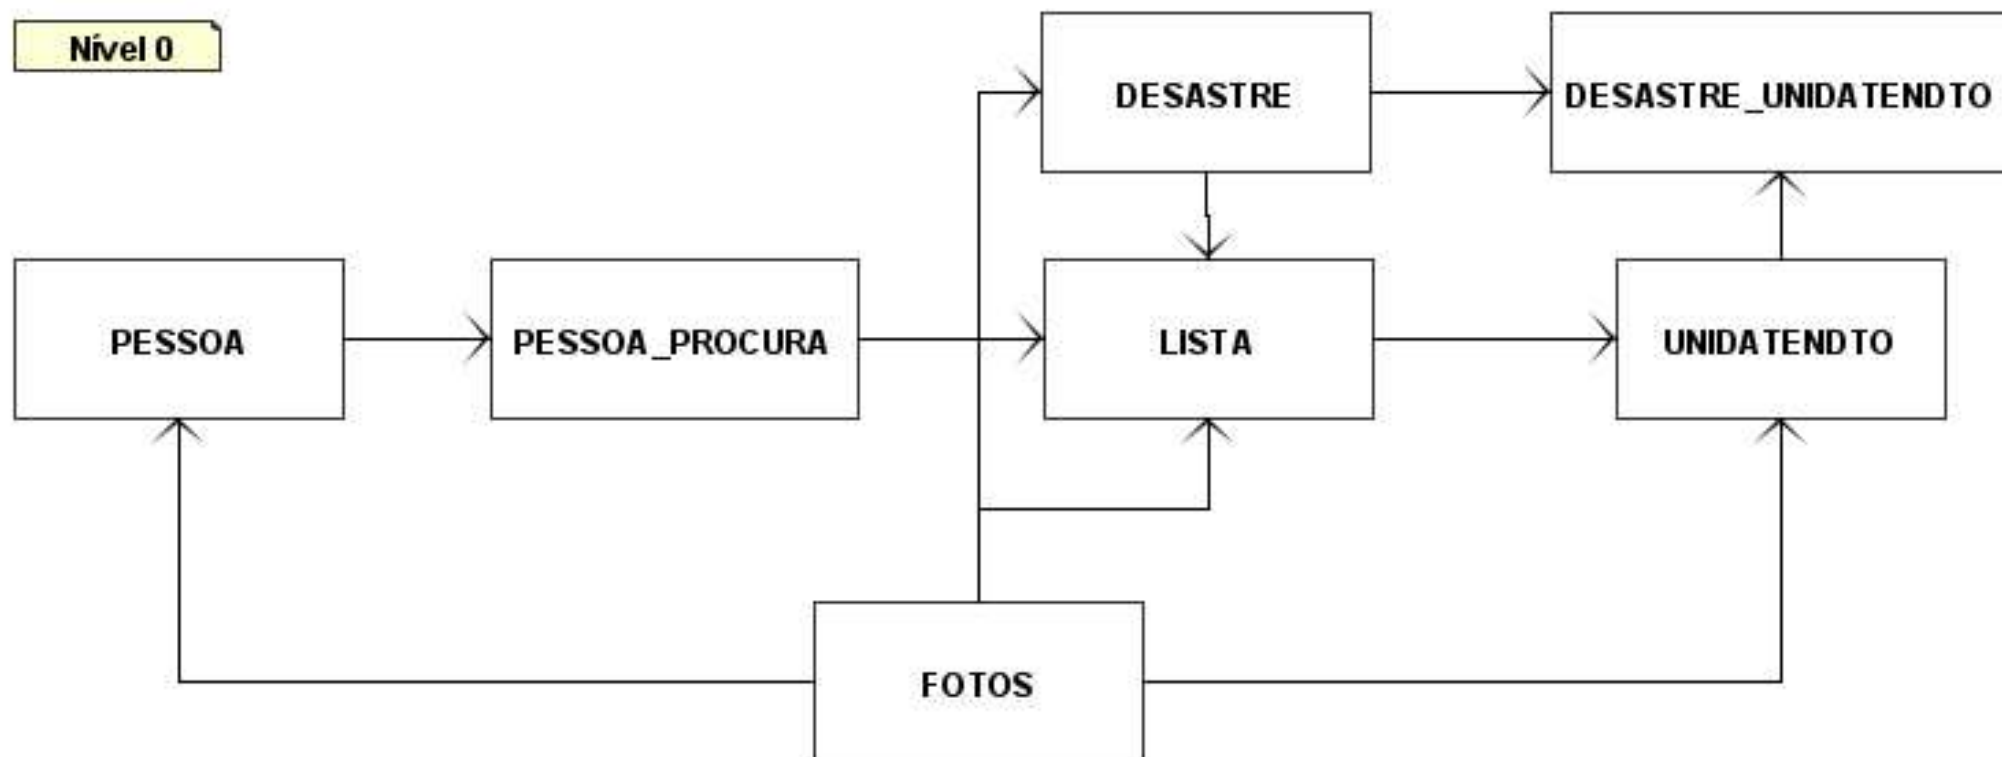 Nível 0
DESASTRE
DESASTRE_UNIDATENDTO
PESSOA
PESSOA_PROCURA
LISTA
UNIDATENDTO
FOTOS